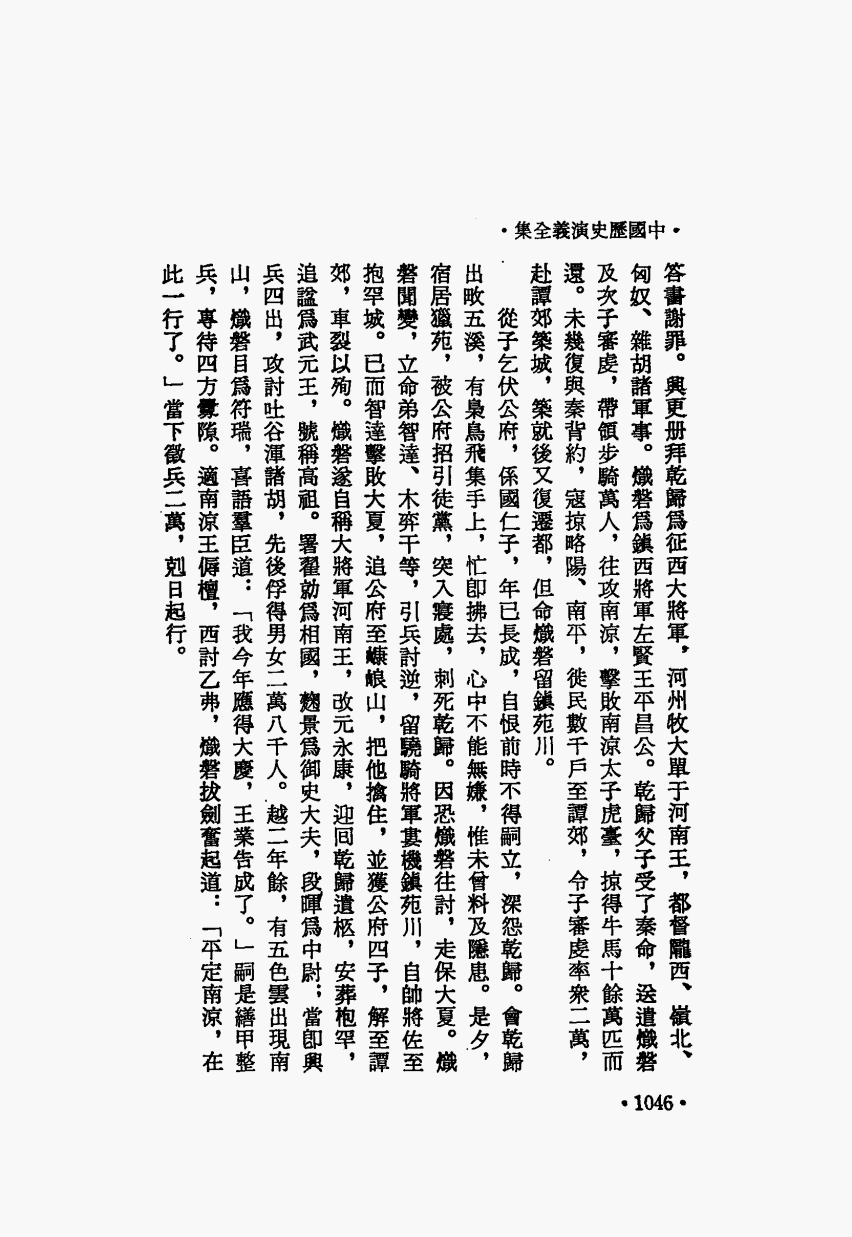 •中國歷史演義全集•
答書謝罪。興更册拜乾歸爲征西大將軍，河州牧大單于河南王，都督隴西、嶺北、
匈奴、雜胡諸軍事。熾磐爲鎮西將軍左賢王平昌公。乾歸父子受了秦命，送遣熾磐
及次子審虔，帶領步騎萬人，往攻南涼，擊敗南涼太子虎臺，掠得牛馬十餘萬匹而
還。未幾復與秦背約，寇掠略陽、南平，徙民數千戶至譚郊，令子審虔率衆二萬，
赴譚郊築城，築就後又復遷都，但命熾磐留鎮苑川。
從子乞伏公府，係國仁子，年已長成，自恨前時不得嗣立，深怨乾歸。會乾歸
出畋五溪，有梟鳥飛集手上，忙卽拂去，心中不能無嫌，惟未曾料及隱患。是夕，
宿居獵苑，被公府招引徒黨，突入寢處，刺死乾歸。因恐熾磐往討，走保大夏。熾
磐聞變，立命弟智達、木弈干等，引兵討逆，留驍騎將軍婁機鎮苑川，自帥將佐至
抱罕城。已而智達擊敗大夏，追公府至嵻㟍山，把他擒住，並獲公府四子，解至譚
郊，車裂以殉。熾磐遂自稱大將軍河南王，改元永康，迎回乾歸遺柩，安葬枹罕，
追諡爲武元王，號稱高祖。署翟勍爲相國，麴景爲御史大夫，段暉爲中尉；當卽興
兵四出，攻討吐谷渾諸胡，先後俘得男女二萬八千人。越二年餘，有五色雲出現南
山，熾磐目爲符瑞，喜語羣臣道：「我今年應得大慶，王業告成了。」嗣是繕甲整
兵，專待四方釁隙。適南涼王傉檀，西討乙弗，熾磐拔劍奮起道：「平定南涼，在
此一行了。」當下徵兵二萬，剋日起行。
•1046•